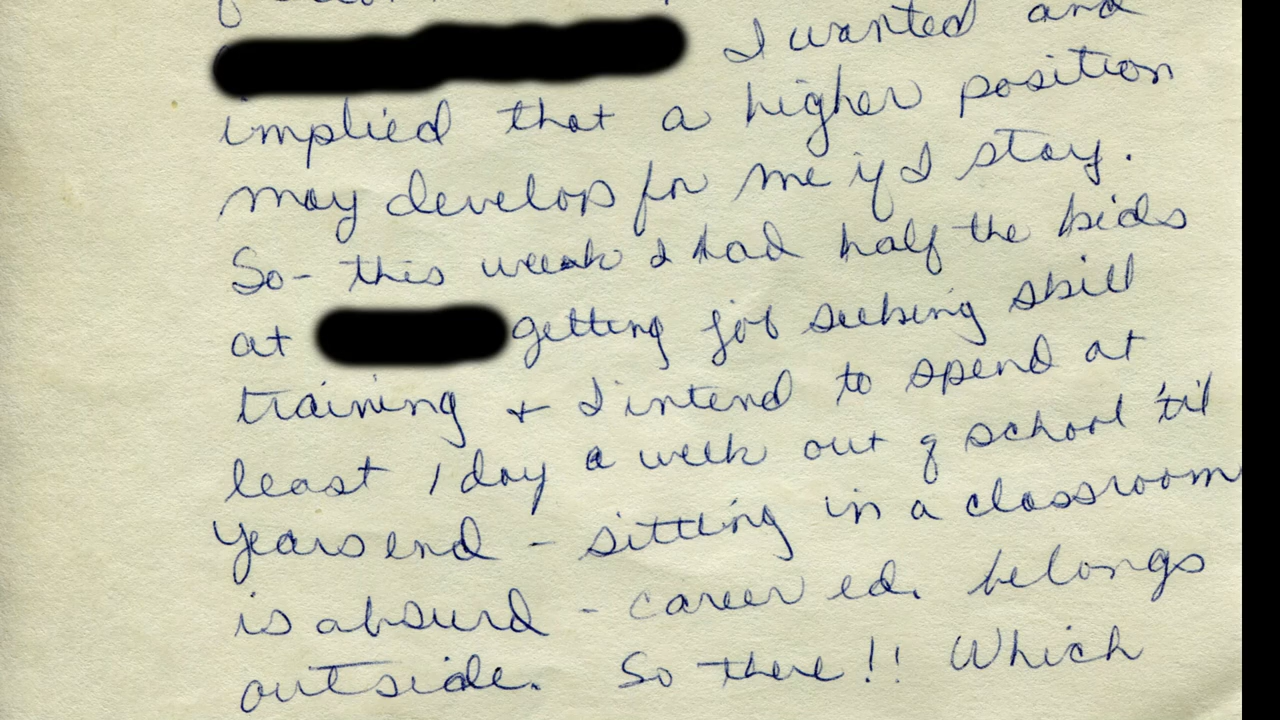 I wanted and
implied that a higher position
may develop for me if I stay.
So - this week I had half the kids
at getting job seeking skill
training + I intend to spend at
least 1 day a week out of school 'til
years end - sitting in a classroom
is absurd - career ed. belongs
outside. So there!! Which